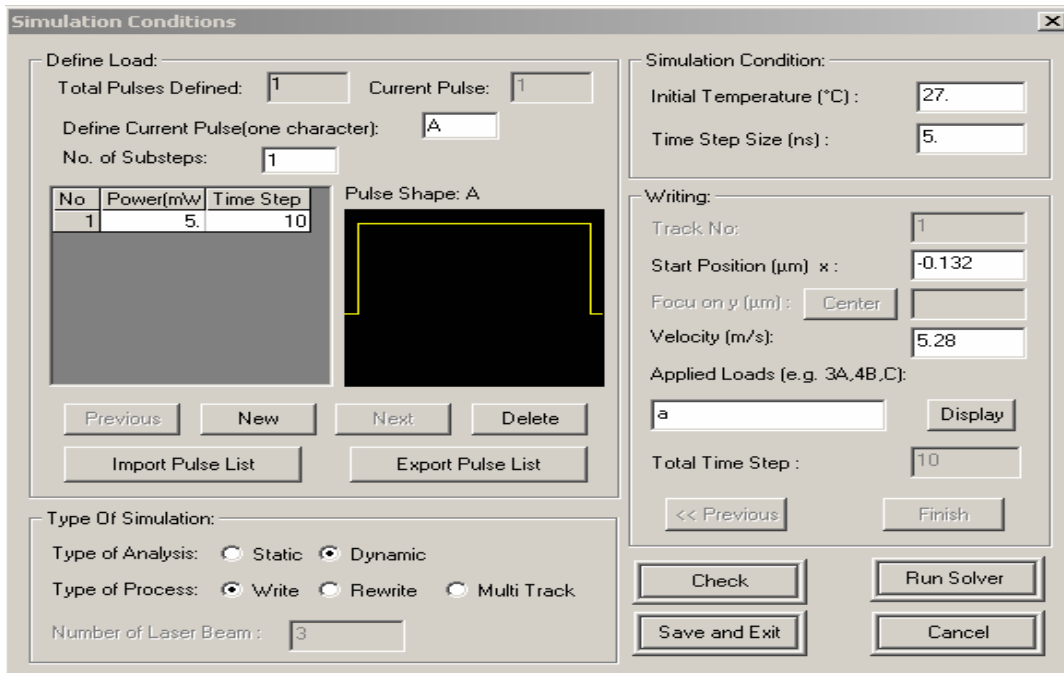 Simulation Conditions
Define Load:
Total Pulses Defined: 1 Current Pulse: 1
Define Current Pulse(one character): A
No. of Substeps: 1
No Power(mW Time Step
1 5. 10
Pulse Shape: A
Previous New Next Delete
Import Pulse List Export Pulse List
Type Of Simulation:
Type of Analysis: Static Dynamic
Type of Process: Write Rewrite Multi Track
Number of Laser Beam : 3
Simulation Condition:
Initial Temperature (°C) : 27.
Time Step Size (ns) : 5.
Writing:
Track No: 1
Start Position (µm) x : -0.132
Focu on y (µm) : Center
Velocity (m/s): 5.28
Applied Loads (e.g. 3A,4B,C):
a Display
Total Time Step : 10
<< Previous Finish
Check Run Solver
Save and Exit Cancel